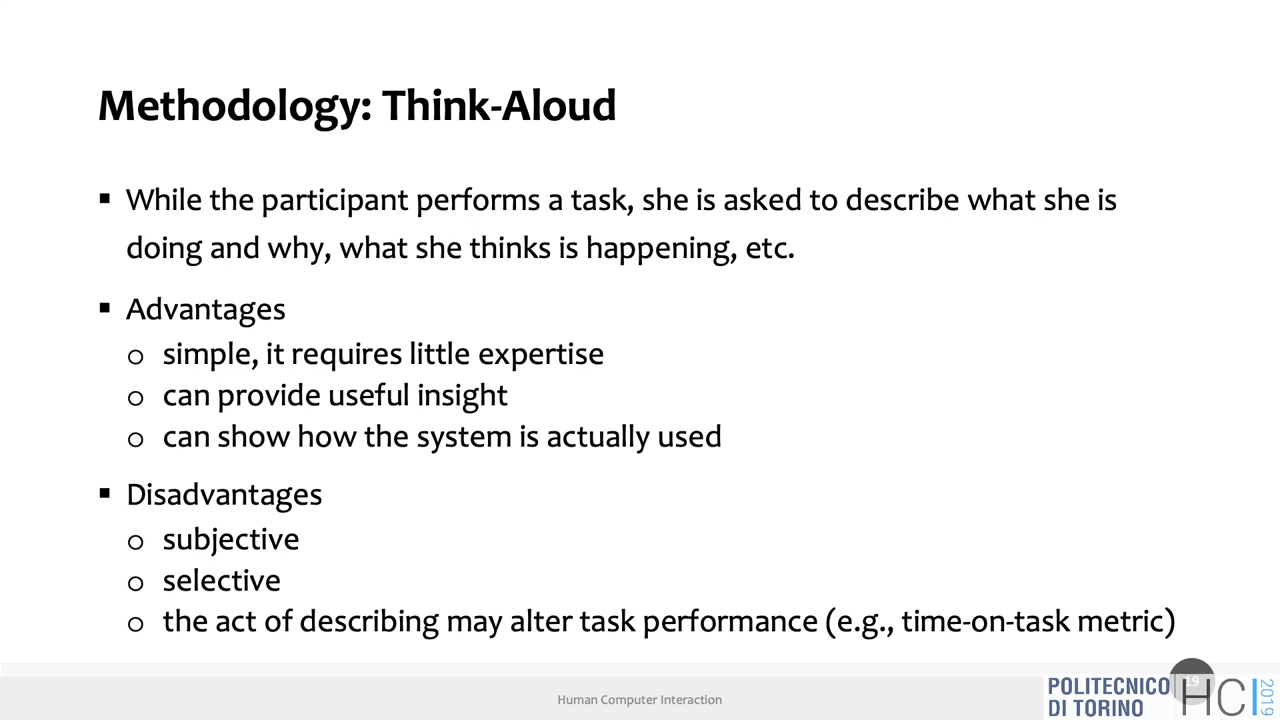 Methodology: Think-Aloud
▪ While the participant performs a task, she is asked to describe what she is
doing and why, what she thinks is happening, etc.
▪ Advantages
o simple, it requires little expertise
o can provide useful insight
o can show how the system is actually used
▪ Disadvantages
o subjective
o selective
o the act of describing may alter task performance (e.g., time-on-task metric)
Human Computer Interaction
POLITECNICO
DI TORINO
19
HCI
2019